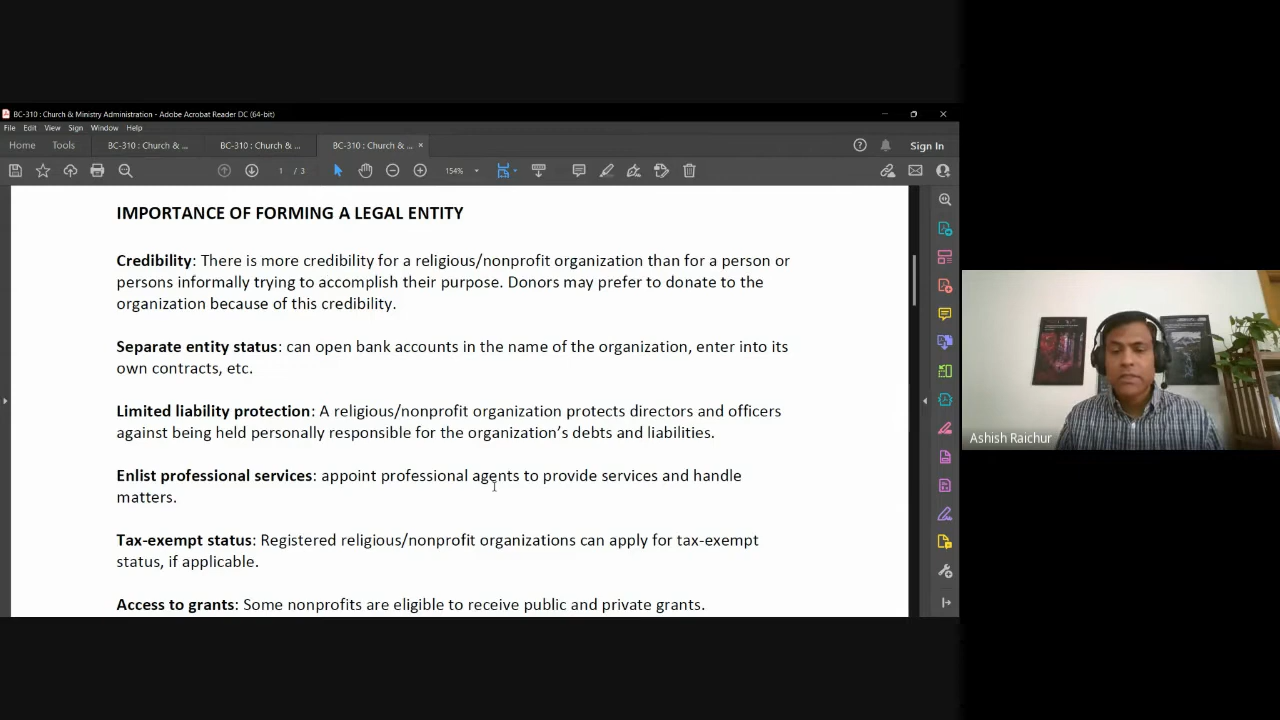 BC-310 : Church & Ministry Administration - Adobe Acrobat Reader DC (64-bit)
File Edit View Sign Window Help
Home Tools BC-310 : Church & ... BC-310 : Church & ... BC-310 : Church & ... × Sign In
1 / 3 154%
IMPORTANCE OF FORMING A LEGAL ENTITY
Credibility: There is more credibility for a religious/nonprofit organization than for a person or
persons informally trying to accomplish their purpose. Donors may prefer to donate to the
organization because of this credibility.
Separate entity status: can open bank accounts in the name of the organization, enter into its
own contracts, etc.
Limited liability protection: A religious/nonprofit organization protects directors and officers
against being held personally responsible for the organization's debts and liabilities.
Enlist professional services: appoint professional agents to provide services and handle
matters.
Tax-exempt status: Registered religious/nonprofit organizations can apply for tax-exempt
status, if applicable.
Access to grants: Some nonprofits are eligible to receive public and private grants.
Ashish Raichur